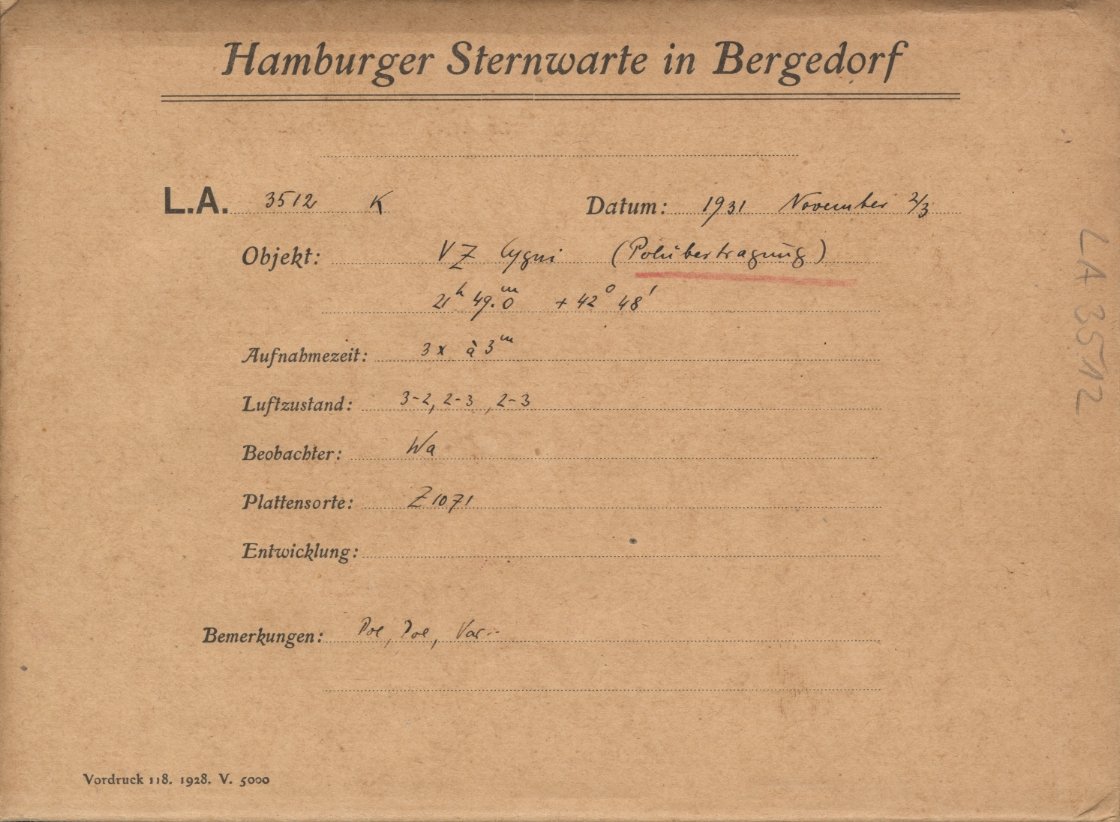 Hamburger Sternwarte in Bergedorf
L.A. 3512 K Datum: 1931 November 2/3
Objekt: VZ Cygni (Polübertragung)
21ʰ 49.ᵐ0 +42° 48'
Aufnahmezeit: 3x à 3ᵐ
Luftzustand: 3-2, 2-3, 2-3
Beobachter: Wa
Plattensorte: Z 1071
Entwicklung:
Bemerkungen: Pol, Pol, Var.
Vordruck 118. 1928. V. 5000
LA 3512